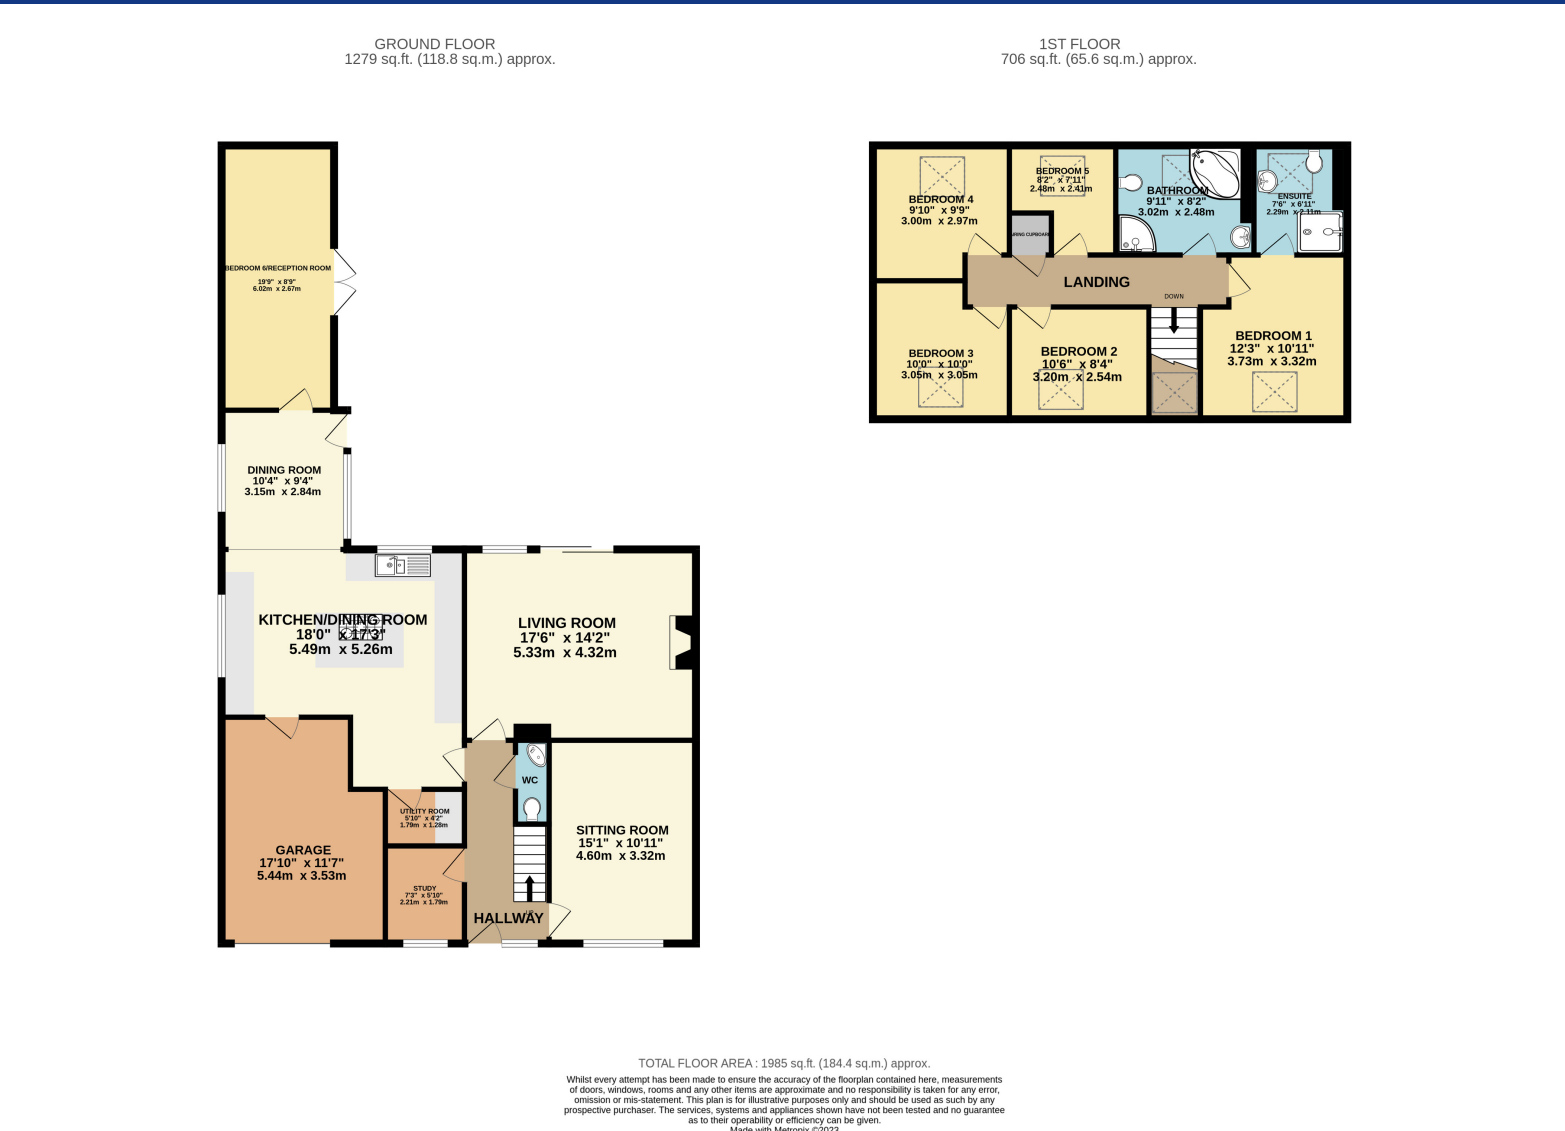 GROUND FLOOR
1279 sq.ft. (118.8 sq.m.) approx.
BEDROOM 6/RECEPTION ROOM
19'9" x 8'9"
6.02m x 2.67m
DINING ROOM
10'4" x 9'4"
3.15m x 2.84m
KITCHEN/DINING ROOM
18'0" x 17'3"
5.49m x 5.26m
LIVING ROOM
17'6" x 14'2"
5.33m x 4.32m
WC
UTILITY ROOM
5'10" x 4'2"
1.79m x 1.28m
SITTING ROOM
15'1" x 10'11"
4.60m x 3.32m
GARAGE
17'10" x 11'7"
5.44m x 3.53m
STUDY
7'3" x 5'10"
2.21m x 1.79m
UP
HALLWAY
1ST FLOOR
706 sq.ft. (65.6 sq.m.) approx.
BEDROOM 4
9'10" x 9'9"
3.00m x 2.97m
BEDROOM 5
8'2" x 7'11"
2.48m x 2.41m
BATHROOM
9'11" x 8'2"
3.02m x 2.48m
ENSUITE
7'6" x 6'11"
2.29m x 2.11m
CUPBOARD
LANDING
DOWN
BEDROOM 3
10'0" x 10'0"
3.05m x 3.05m
BEDROOM 2
10'6" x 8'4"
3.20m x 2.54m
BEDROOM 1
12'3" x 10'11"
3.73m x 3.32m
TOTAL FLOOR AREA : 1985 sq.ft. (184.4 sq.m.) approx.
Whilst every attempt has been made to ensure the accuracy of the floorplan contained here, measurements
of doors, windows, rooms and any other items are approximate and no responsibility is taken for any error,
omission or mis-statement. This plan is for illustrative purposes only and should be used as such by any
prospective purchaser. The services, systems and appliances shown have not been tested and no guarantee
as to their operability or efficiency can be given.
Made with Metropix ©2023